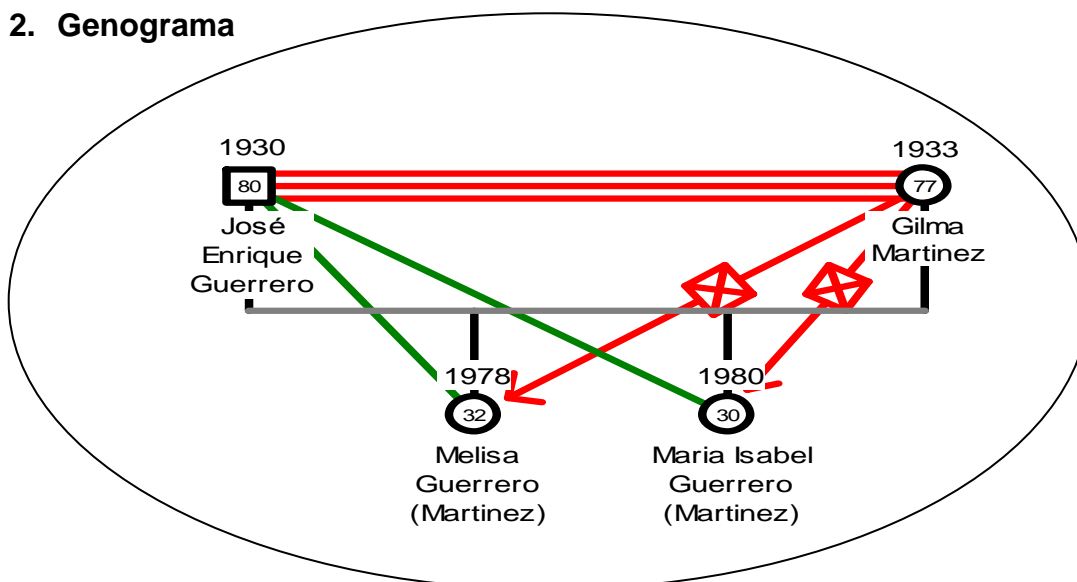 2. Genograma
1930
1933
80
77
José
Enrique
Guerrero
Gilma
Martinez
1978
1980
32
30
Melisa
Guerrero
(Martinez)
Maria Isabel
Guerrero
(Martinez)